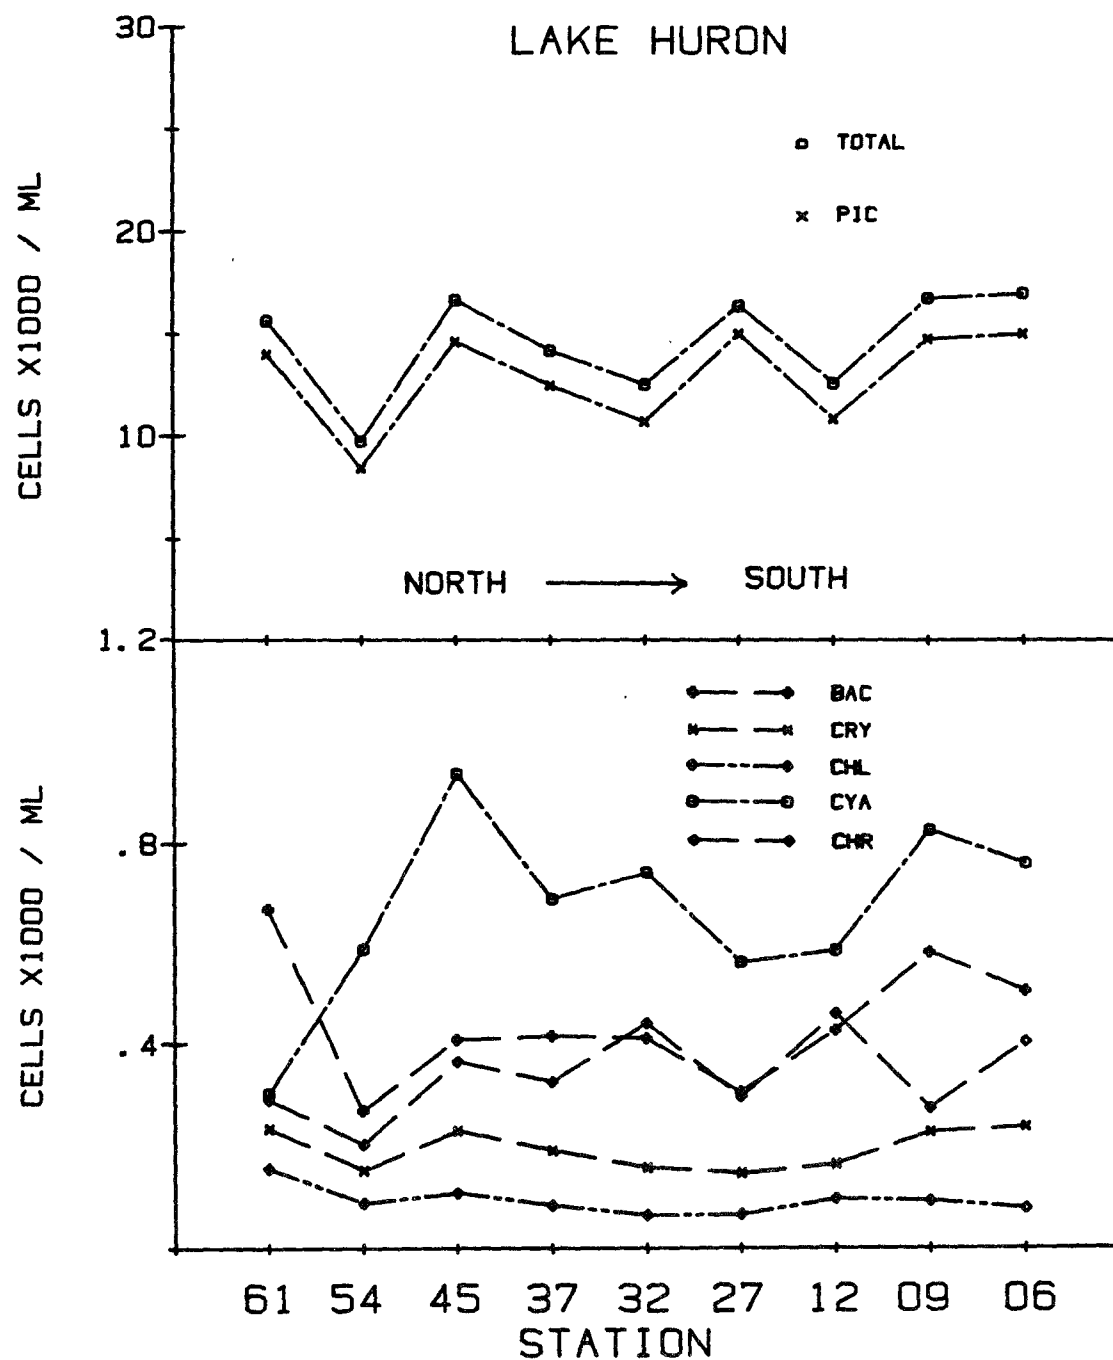 LAKE HURON
30
20
10
CELLS X1000 / ML
TOTAL
PIC
NORTH
SOUTH
1.2
.8
.4
CELLS X1000 / ML
BAC
CRY
CHL
CYA
CHR
61 54 45 37 32 27 12 09 06
STATION